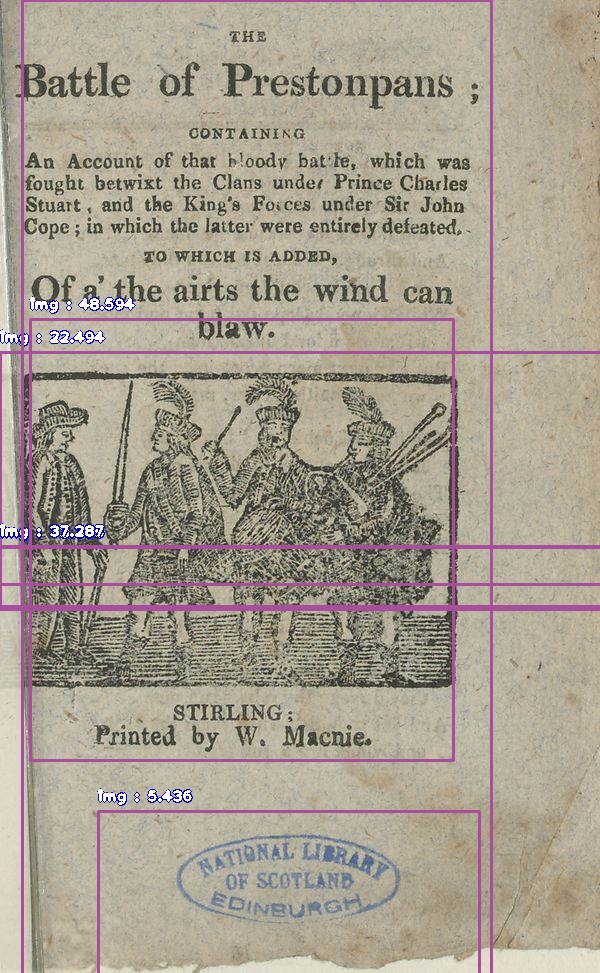 THE
Battle of Prestonpans ;
CONTAINING
An Account of that bloody battle, which was
fought betwixt the Clans under Prince Charles
Stuart, and the King's Forces under Sir John
Cope ; in which the latter were entirely defeated.
TO WHICH IS ADDED,
Of a' the airts the wind can
img : 48.594
blaw.
img : 22.494
img : 37.287
STIRLING;
Printed by W. Macnie.
img : 5.436
NATIONAL LIBRARY
OF SCOTLAND
EDINBURGH